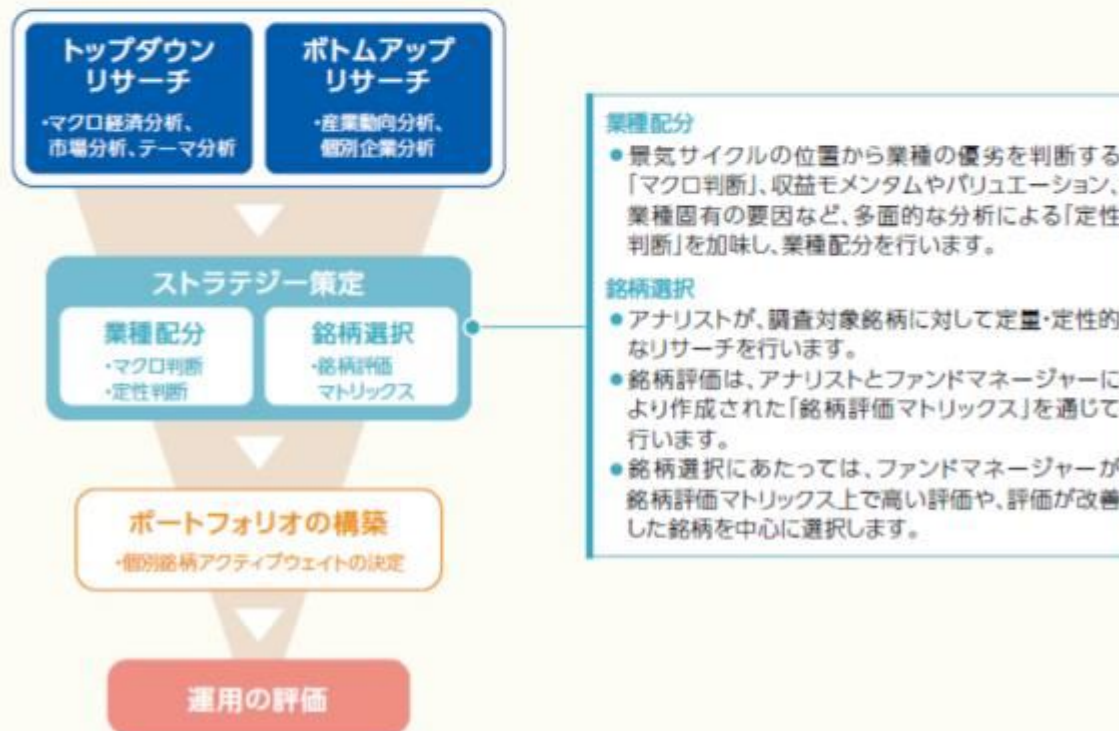 トップダウン
リサーチ
・マクロ経済分析、
市場分析、テーマ分析
ボトムアップ
リサーチ
・産業動向分析、
個別企業分析
ストラテジー策定
業種配分
・マクロ判断
・定性判断
銘柄選択
・銘柄評価
マトリックス
業種配分
●景気サイクルの位置から業種の優劣を判断する
「マクロ判断」、収益モメンタムやバリュエーション、
業種固有の要因など、多面的な分析による「定性
判断」を加味し、業種配分を行います。
銘柄選択
●アナリストが、調査対象銘柄に対して定量・定性的
なリサーチを行います。
●銘柄評価は、アナリストとファンドマネージャーに
より作成された「銘柄評価マトリックス」を通じて
行います。
●銘柄選択にあたっては、ファンドマネージャーが
銘柄評価マトリックス上で高い評価や、評価が改善
した銘柄を中心に選択します。
ポートフォリオの構築
・個別銘柄アクティブウェイトの決定
運用の評価